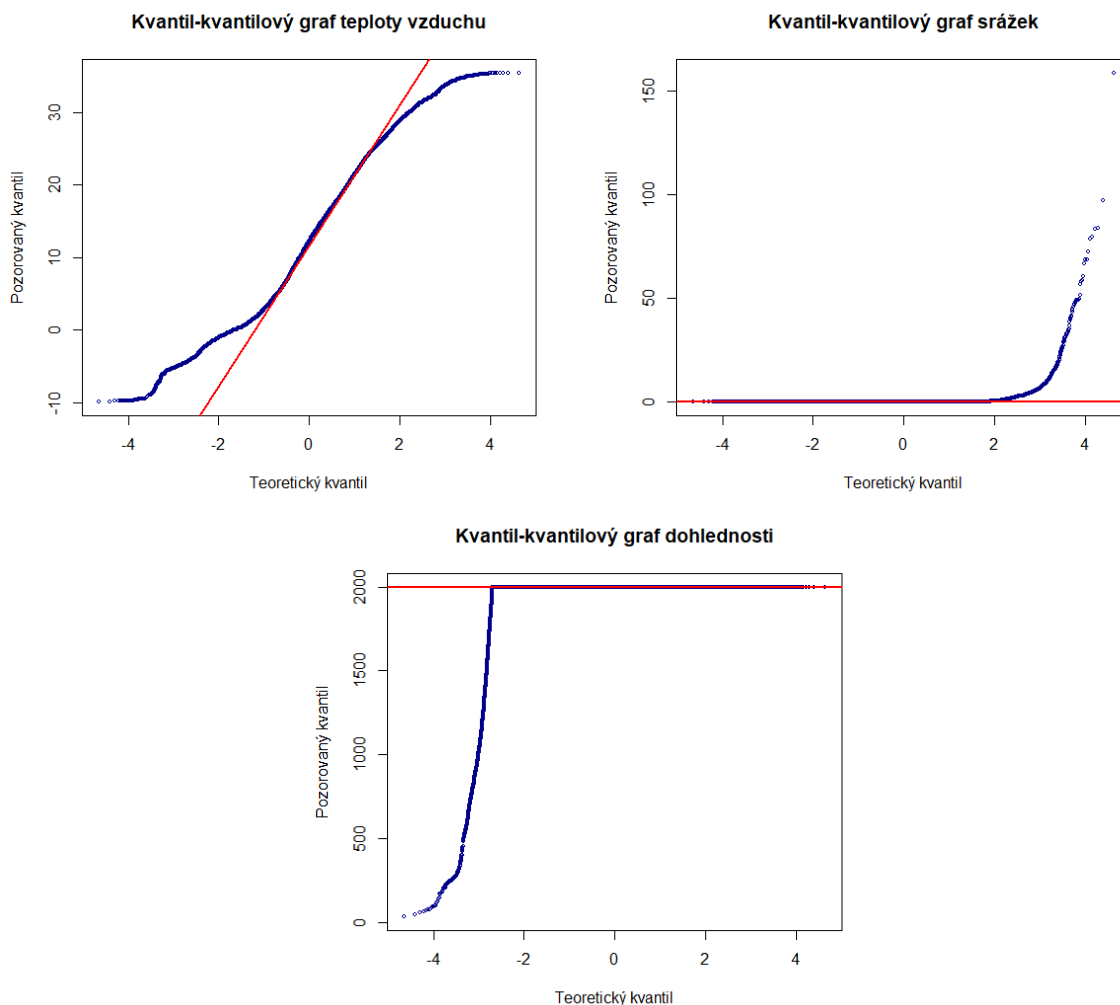 Kvantil-kvantilový graf teploty vzduchu
Pozorovaný kvantil
30
20
10
0
-10
-4 -2 0 2 4
Teoretický kvantil
Kvantil-kvantilový graf srážek
Pozorovaný kvantil
150
100
50
0
-4 -2 0 2 4
Teoretický kvantil
Kvantil-kvantilový graf dohlednosti
Pozorovaný kvantil
2000
1500
1000
500
0
-4 -2 0 2 4
Teoretický kvantil